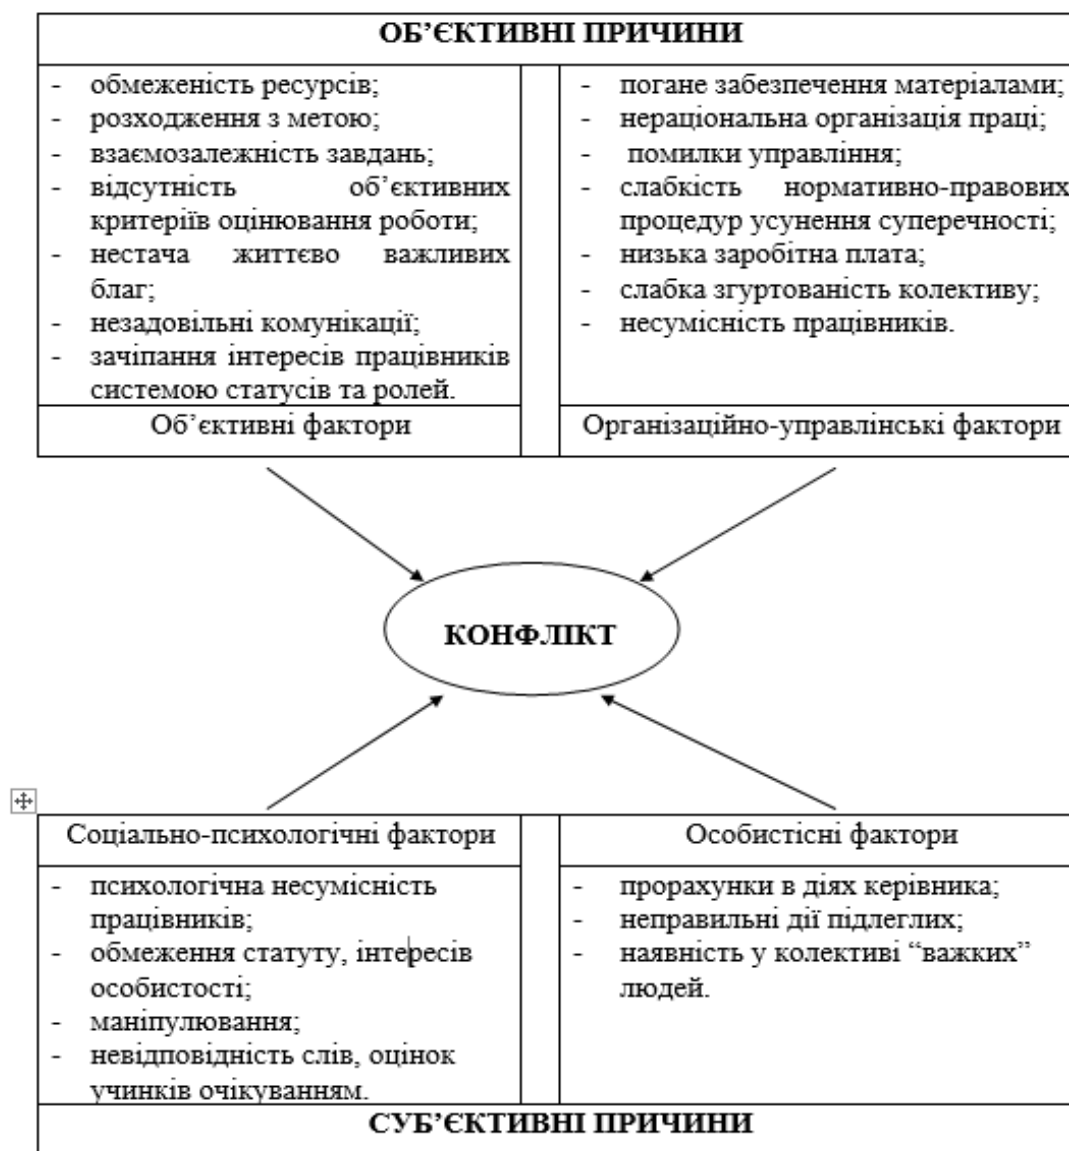 ОБ’ЄКТИВНІ ПРИЧИНИ
- обмеженість ресурсів;
- розходження з метою;
- взаємозалежність завдань;
- відсутність об’єктивних
критеріїв оцінювання роботи;
- нестача життєво важливих
благ;
- незадовільні комунікації;
- зачіпання інтересів працівників
системою статусів та ролей.
Об’єктивні фактори
- погане забезпечення матеріалами;
- нераціональна організація праці;
- помилки управління;
- слабкість нормативно-правових
процедур усунення суперечності;
- низька заробітна плата;
- слабка згуртованість колективу;
- несумісність працівників.
Організаційно-управлінські фактори
КОНФЛІКТ
Соціально-психологічні фактори
- психологічна несумісність
працівників;
- обмеження статуту, інтересів
особистості;
- маніпулювання;
- невідповідність слів, оцінок
учинків очікуванням.
Особистісні фактори
- прорахунки в діях керівника;
- неправильні дії підлеглих;
- наявність у колективі “важких”
людей.
СУБ’ЄКТИВНІ ПРИЧИНИ